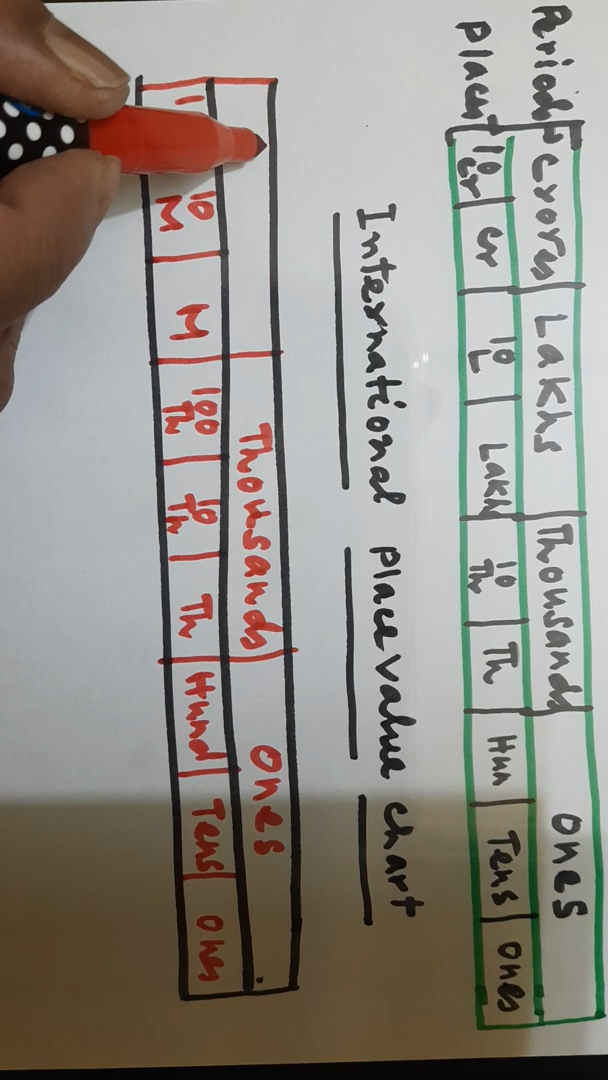 Periods Crores Lakhs Thousands Ones
Places 10 Cr Cr 10 L Lakh 10 Th Th Hun Tens Ones
International place value chart
Thousands Ones
10 M M 100 Th 10 Th Th Hund Tens Ones